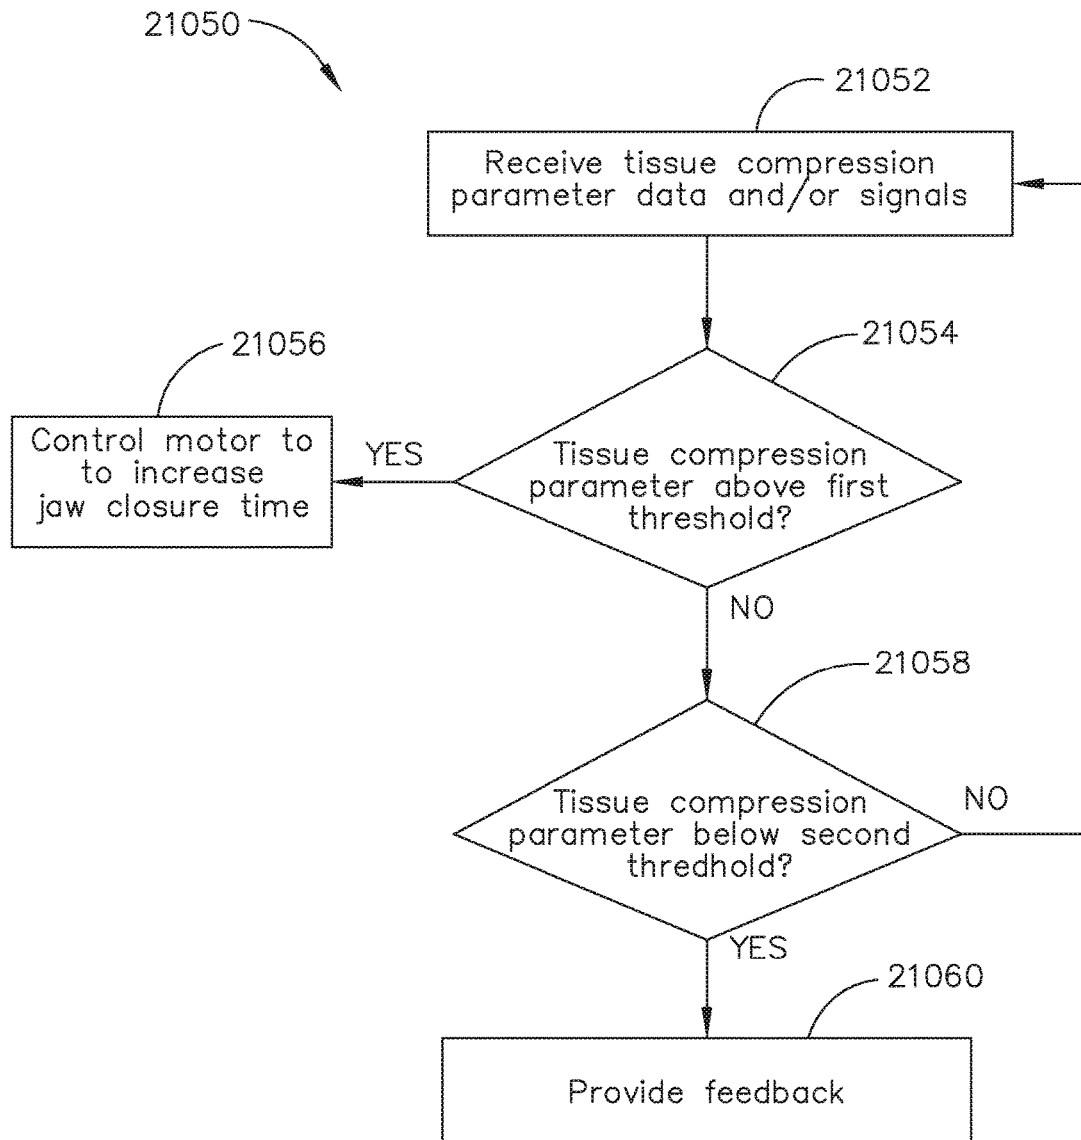 21050
21052
Receive tissue compression
parameter data and/or signals
21054
21056
Control motor to
to increase
jaw closure time
YES
Tissue compression
parameter above first
threshold?
NO
21058
Tissue compression
parameter below second
thredhold?
NO
YES
21060
Provide feedback